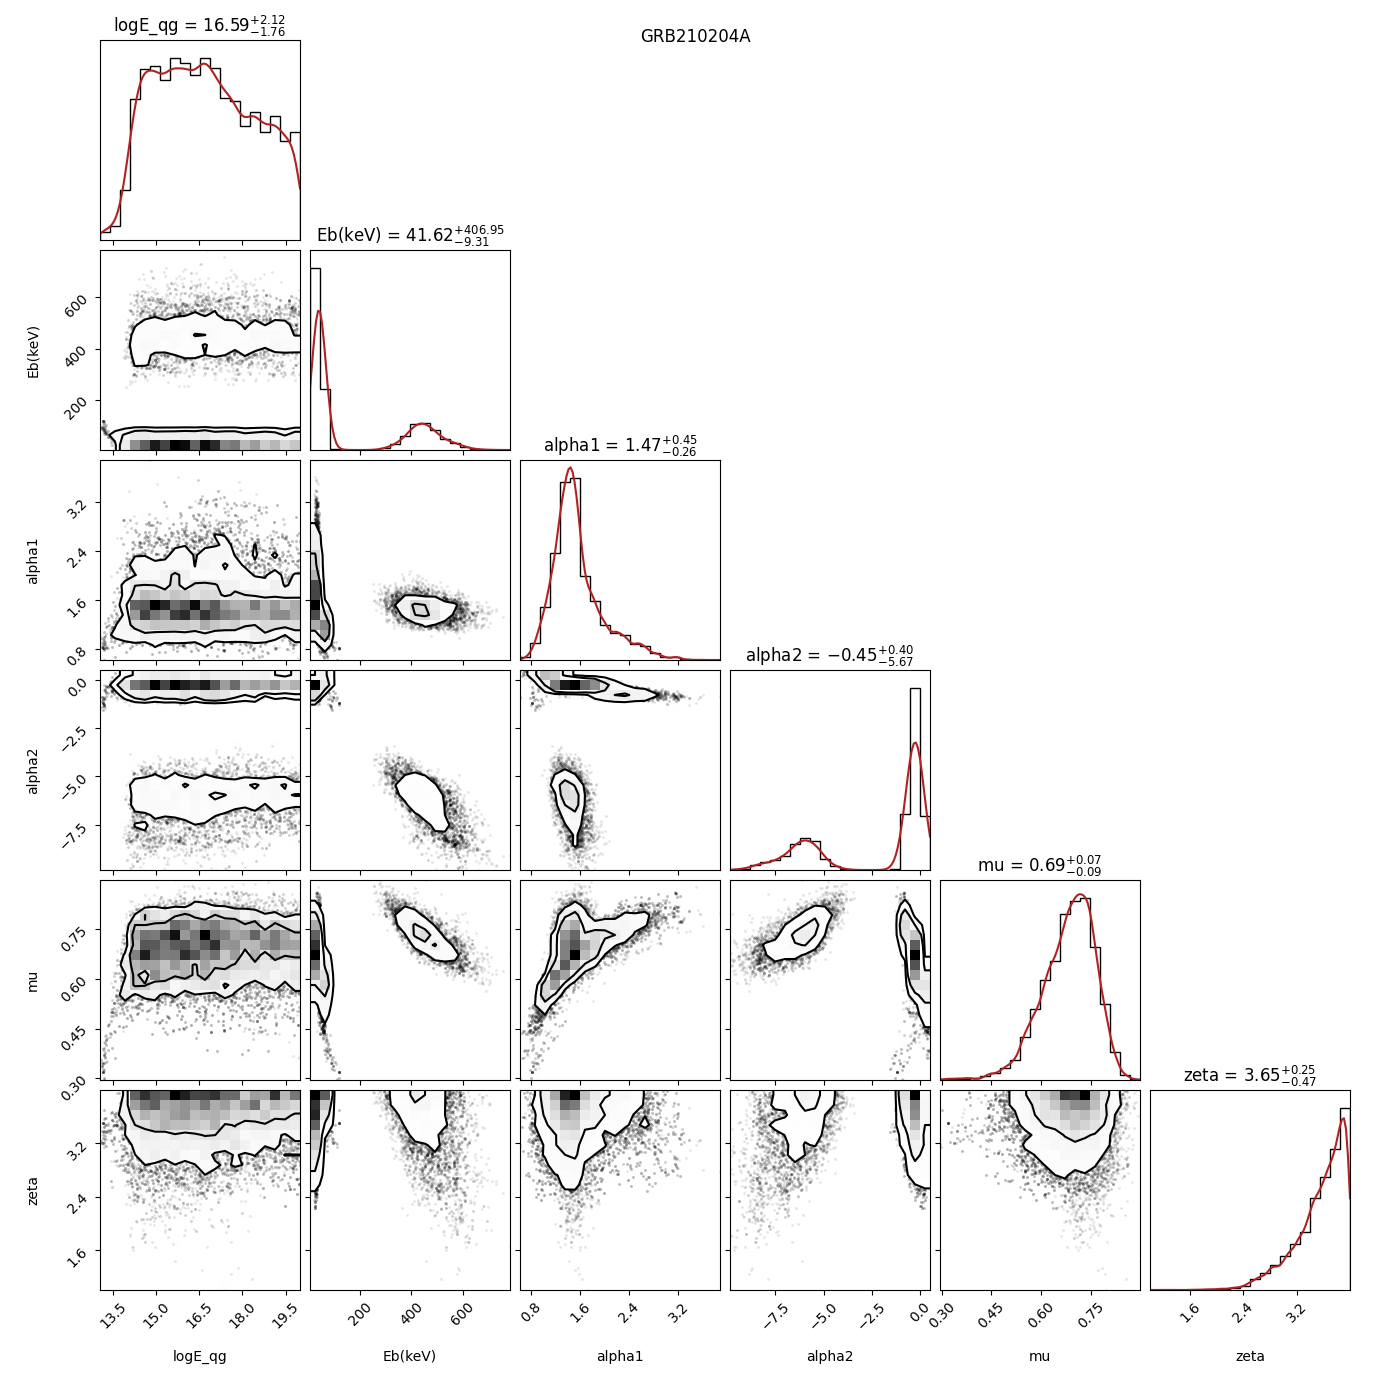 GRB210204A
logE_qg = 16.59+2.12−1.76
Eb(keV) = 41.62+406.95−9.31
Eb(keV)
600
400
200
alpha1 = 1.47+0.45−0.26
alpha1
3.2
2.4
1.6
0.8
alpha2 = −0.45+0.40−5.67
alpha2
0.0
−2.5
−5.0
−7.5
mu = 0.69+0.07−0.09
mu
0.75
0.60
0.45
0.30
zeta = 3.65+0.25−0.47
zeta
3.2
2.4
1.6
13.5 15.0 16.5 18.0 19.5
200 400 600
0.8 1.6 2.4 3.2
−7.5 −5.0 −2.5 0.0
0.30 0.45 0.60 0.75
1.6 2.4 3.2
logE_qg Eb(keV) alpha1 alpha2 mu zeta